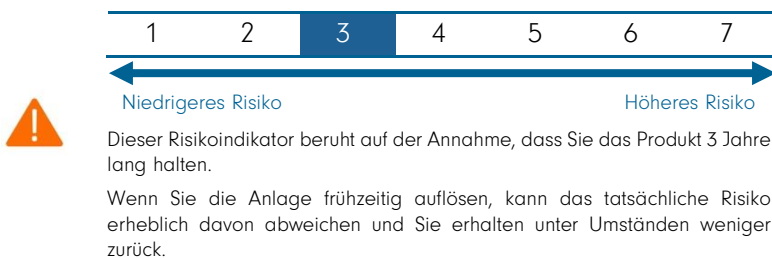 1 2 3 4 5 6 7
Niedrigeres Risiko Höheres Risiko
Dieser Risikoindikator beruht auf der Annahme, dass Sie das Produkt 3 Jahre
lang halten.
Wenn Sie die Anlage frühzeitig auflösen, kann das tatsächliche Risiko
erheblich davon abweichen und Sie erhalten unter Umständen weniger
zurück.